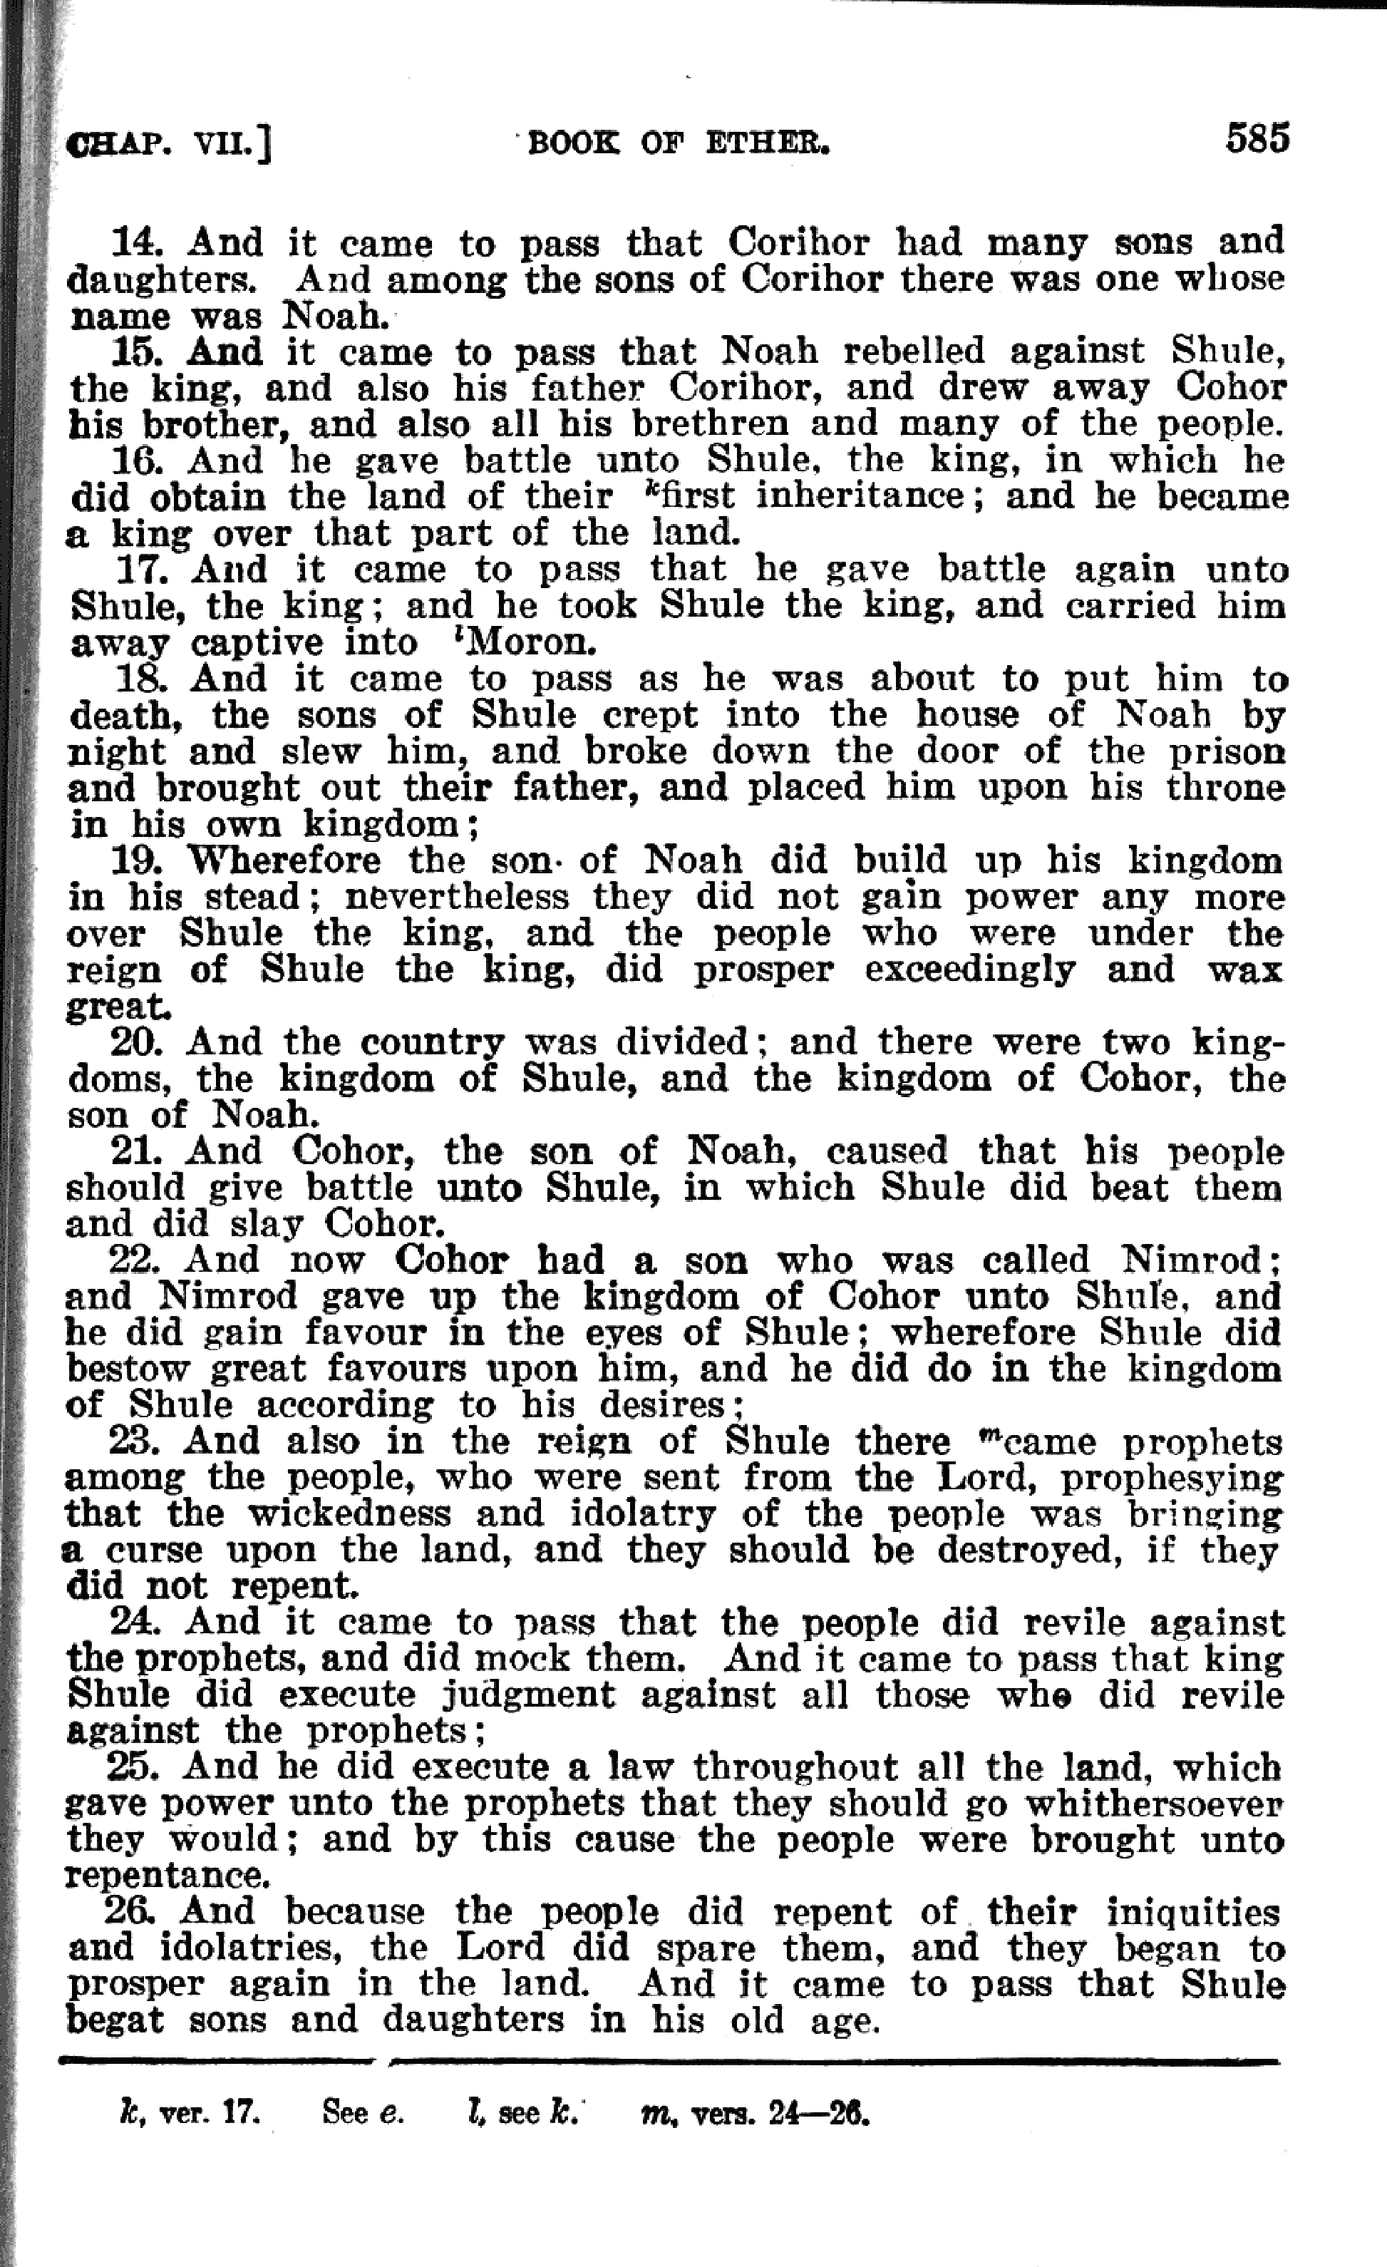 CHAP. VII.] BOOK OF ETHER. 585
14. And it came to pass that Corihor had many sons and
daughters. And among the sons of Corihor there was one whose
name was Noah.
15. And it came to pass that Noah rebelled against Shule,
the king, and also his father Corihor, and drew away Cohor
his brother, and also all his brethren and many of the people.
16. And he gave battle unto Shule, the king, in which he
did obtain the land of their kfirst inheritance; and he became
a king over that part of the land.
17. And it came to pass that he gave battle again unto
Shule, the king; and he took Shule the king, and carried him
away captive into lMoron.
18. And it came to pass as he was about to put him to
death, the sons of Shule crept into the house of Noah by
night and slew him, and broke down the door of the prison
and brought out their father, and placed him upon his throne
in his own kingdom;
19. Wherefore the son of Noah did build up his kingdom
in his stead; nevertheless they did not gain power any more
over Shule the king, and the people who were under the
reign of Shule the king, did prosper exceedingly and wax
great.
20. And the country was divided; and there were two king-
doms, the kingdom of Shule, and the kingdom of Cohor, the
son of Noah.
21. And Cohor, the son of Noah, caused that his people
should give battle unto Shule, in which Shule did beat them
and did slay Cohor.
22. And now Cohor had a son who was called Nimrod;
and Nimrod gave up the kingdom of Cohor unto Shule, and
he did gain favour in the eyes of Shule; wherefore Shule did
bestow great favours upon him, and he did do in the kingdom
of Shule according to his desires;
23. And also in the reign of Shule there mcame prophets
among the people, who were sent from the Lord, prophesying
that the wickedness and idolatry of the people was bringing
a curse upon the land, and they should be destroyed, if they
did not repent.
24. And it came to pass that the people did revile against
the prophets, and did mock them. And it came to pass that king
Shule did execute judgment against all those who did revile
against the prophets;
25. And he did execute a law throughout all the land, which
gave power unto the prophets that they should go whithersoever
they would; and by this cause the people were brought unto
repentance.
26. And because the people did repent of their iniquities
and idolatries, the Lord did spare them, and they began to
prosper again in the land. And it came to pass that Shule
begat sons and daughters in his old age.
k, ver. 17. See e. l, see k. m, vers. 24—26.